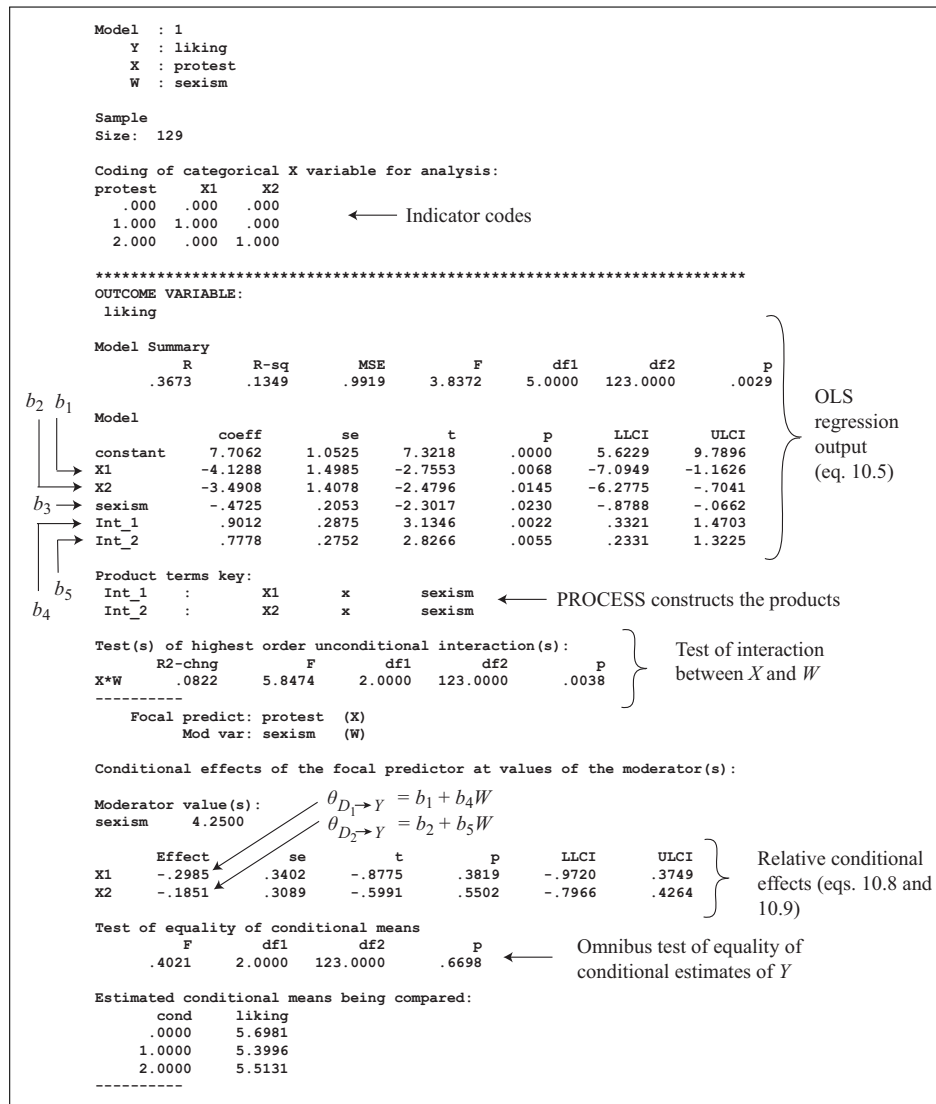 Model : 1
Y : liking
X : protest
W : sexism
Sample
Size: 129
Coding of categorical X variable for analysis:
protest X1 X2
.000 .000 .000
1.000 1.000 .000
2.000 .000 1.000
Indicator codes
**************************************************************************
OUTCOME VARIABLE:
liking
Model Summary
R R-sq MSE F df1 df2 p
.3673 .1349 .9919 3.8372 5.0000 123.0000 .0029
b2 b1
Model
coeff se t p LLCI ULCI
constant 7.7062 1.0525 7.3218 .0000 5.6229 9.7896
X1 -4.1288 1.4985 -2.7553 .0068 -7.0949 -1.1626
X2 -3.4908 1.4078 -2.4796 .0145 -6.2775 -.7041
b3 sexism -.4725 .2053 -2.3017 .0230 -.8788 -.0662
Int_1 .9012 .2875 3.1346 .0022 .3321 1.4703
Int_2 .7778 .2752 2.8266 .0055 .2331 1.3225
b5
b4
OLS
regression
output
(eq. 10.5)
Product terms key:
Int_1 : X1 x sexism
Int_2 : X2 x sexism
PROCESS constructs the products
Test(s) of highest order unconditional interaction(s):
R2-chng F df1 df2 p
X*W .0822 5.8474 2.0000 123.0000 .0038
----------
Test of interaction
between X and W
Focal predict: protest (X)
Mod var: sexism (W)
Conditional effects of the focal predictor at values of the moderator(s):
Moderator value(s):
sexism 4.2500
θD1→Y = b1 + b4W
θD2→Y = b2 + b5W
Effect se t p LLCI ULCI
X1 -.2985 .3402 -.8775 .3819 -.9720 .3749
X2 -.1851 .3089 -.5991 .5502 -.7966 .4264
Relative conditional
effects (eqs. 10.8 and
10.9)
Test of equality of conditional means
F df1 df2 p
.4021 2.0000 123.0000 .6698
Omnibus test of equality of
conditional estimates of Y
Estimated conditional means being compared:
cond liking
.0000 5.6981
1.0000 5.3996
2.0000 5.5131
----------